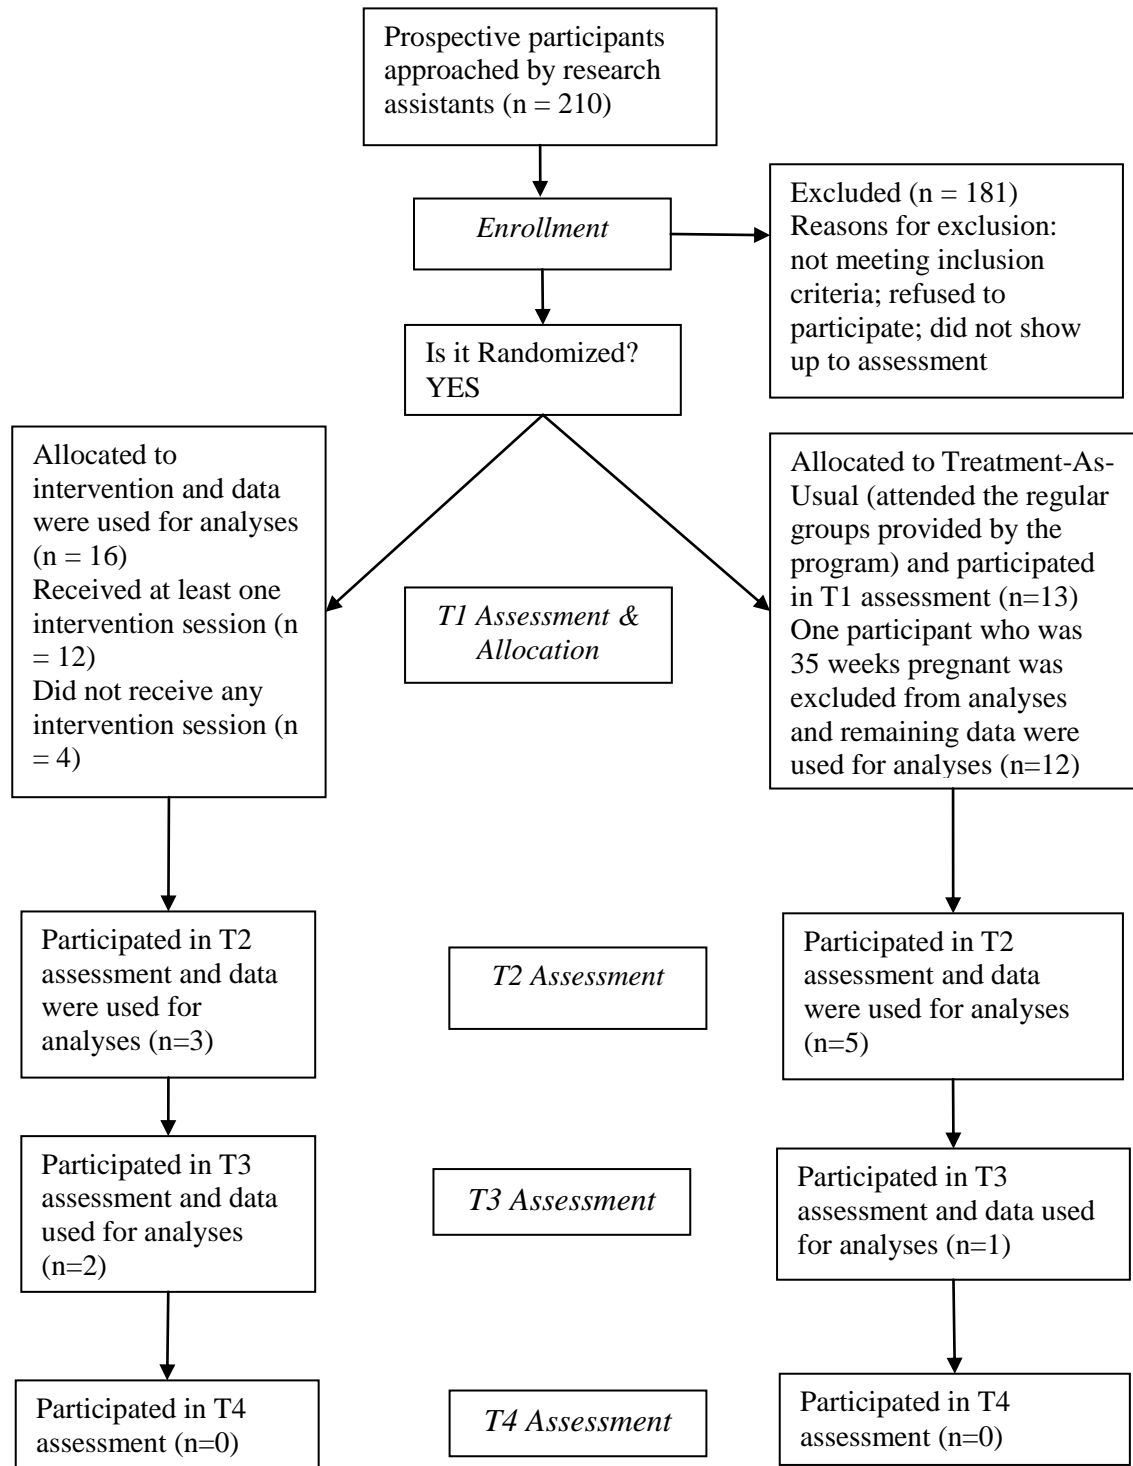 Prospective participants
approached by research
assistants (n = 210)
Enrollment
Excluded (n = 181)
Reasons for exclusion:
not meeting inclusion
criteria; refused to
participate; did not show
up to assessment
Is it Randomized?
YES
Allocated to
intervention and data
were used for analyses
(n = 16)
Received at least one
intervention session (n
= 12)
Did not receive any
intervention session (n
= 4)
T1 Assessment &
Allocation
Allocated to Treatment-As-
Usual (attended the regular
groups provided by the
program) and participated
in T1 assessment (n=13)
One participant who was
35 weeks pregnant was
excluded from analyses
and remaining data were
used for analyses (n=12)
Participated in T2
assessment and data
were used for
analyses (n=3)
T2 Assessment
Participated in T2
assessment and data
were used for analyses
(n=5)
Participated in T3
assessment and data
used for analyses
(n=2)
T3 Assessment
Participated in T3
assessment and data used
for analyses (n=1)
Participated in T4
assessment (n=0)
T4 Assessment
Participated in T4
assessment (n=0)